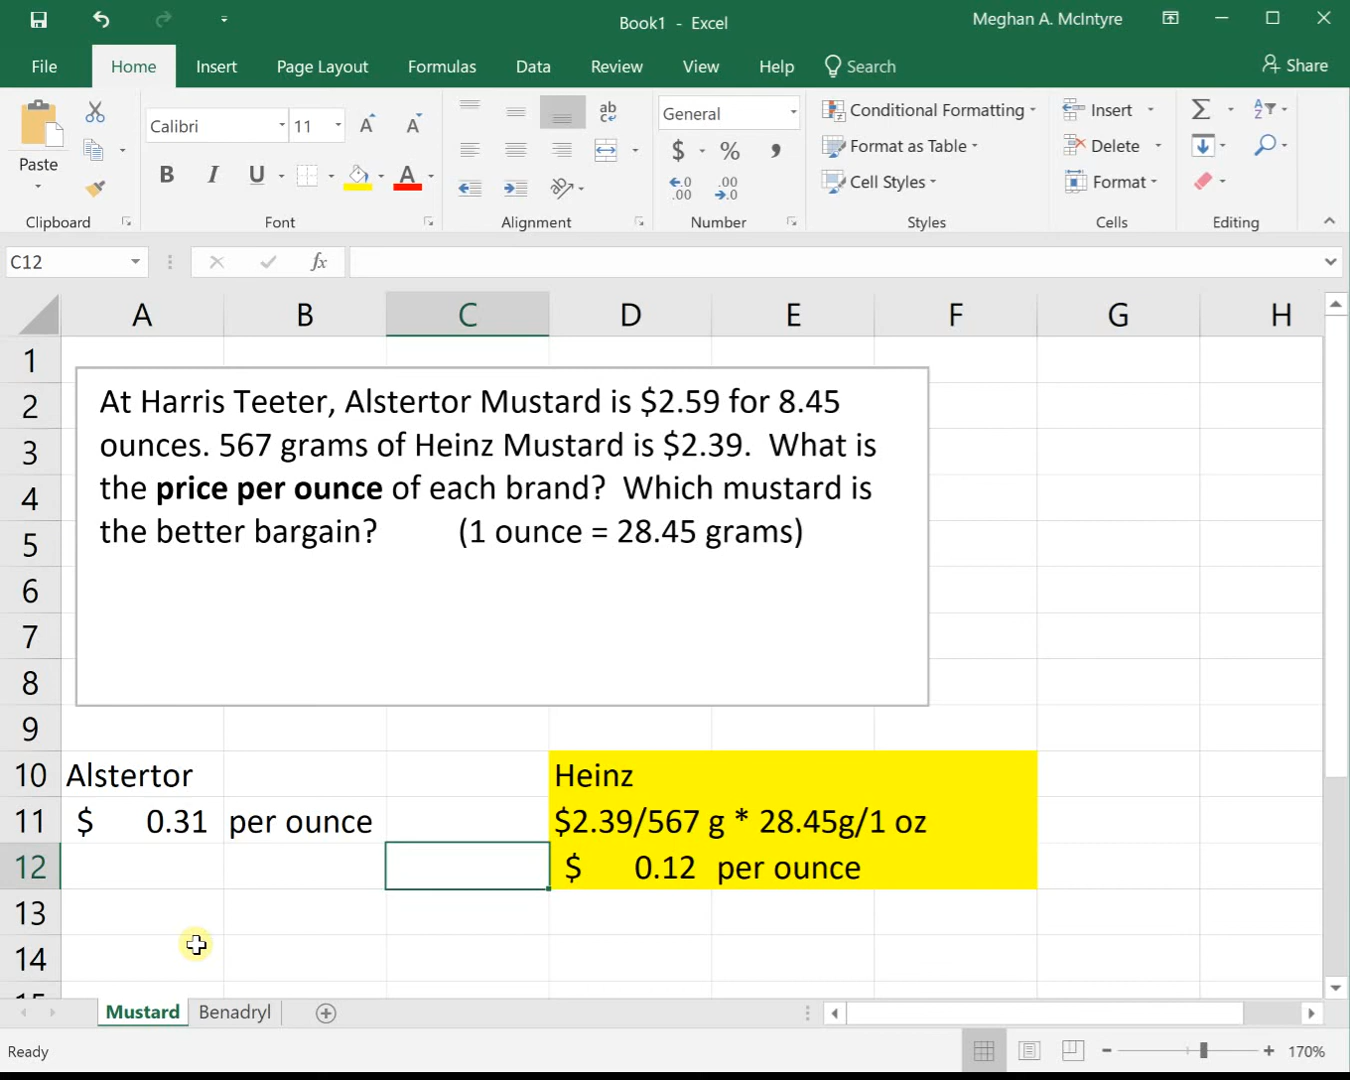 Book1 - Excel
Meghan A. McIntyre
File Home Insert Page Layout Formulas Data Review View Help Search Share
Paste
Calibri 11 A A
B I U A
ab
General
$ % ,
.0 .00
.00 .0
Conditional Formatting
Format as Table
Cell Styles
Insert
Delete
Format
Σ
A
Z
Clipboard Font Alignment Number Styles Cells Editing
C12 fx
A B C D E F G H
1
2
3
4
5
6
7
8
9
10
11
12
13
14
15
At Harris Teeter, Alstertor Mustard is $2.59 for 8.45
ounces. 567 grams of Heinz Mustard is $2.39. What is
the price per ounce of each brand? Which mustard is
the better bargain? (1 ounce = 28.45 grams)
Alstertor Heinz
$ 0.31 per ounce $2.39/567 g * 28.45g/1 oz
$ 0.12 per ounce
Mustard Benadryl
Ready 170%